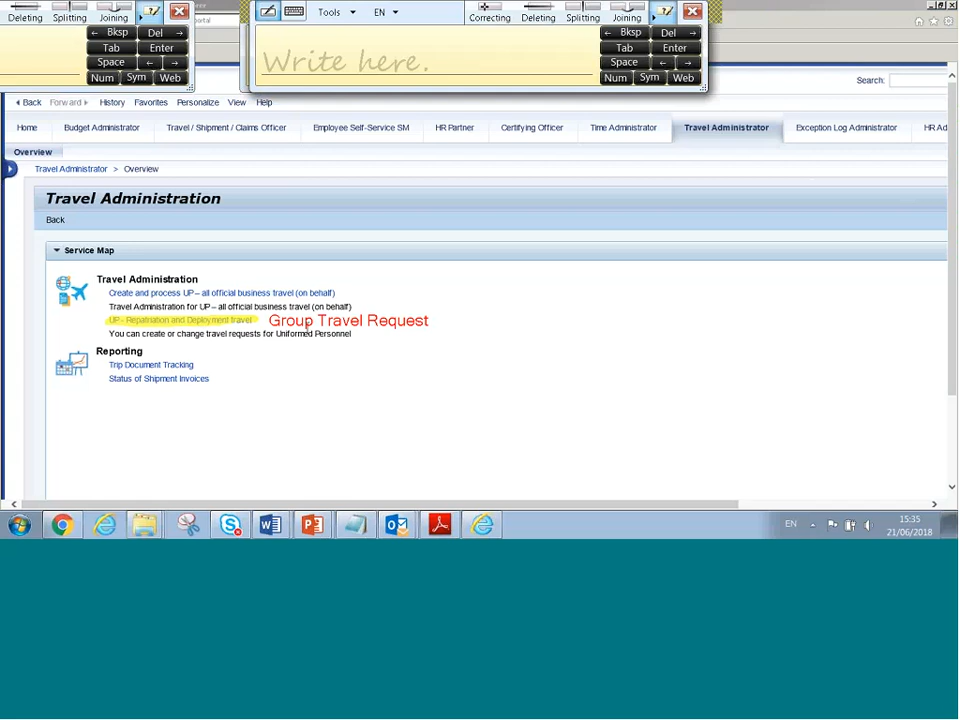 Deleting Splitting Joining
← Bksp Del →
Tab Enter
Space ← →
Num Sym Web
Tools EN
Correcting Deleting Splitting Joining
Write here.
← Bksp Del →
Tab Enter
Space ← →
Num Sym Web
Search:
Back Forward History Favorites Personalize View Help
Home Budget Administrator Travel / Shipment / Claims Officer Employee Self-Service SM HR Partner Certifying Officer Time Administrator Travel Administrator Exception Log Administrator HR Ad
Overview
Travel Administrator > Overview
Travel Administration
Back
Service Map
Travel Administration
Create and process UP – all official business travel (on behalf)
Travel Administration for UP – all official business travel (on behalf)
UP - Repatriation and Deployment travel Group Travel Request
You can create or change travel requests for Uniformed Personnel
Reporting
Trip Document Tracking
Status of Shipment Invoices
EN 15:35
21/06/2018